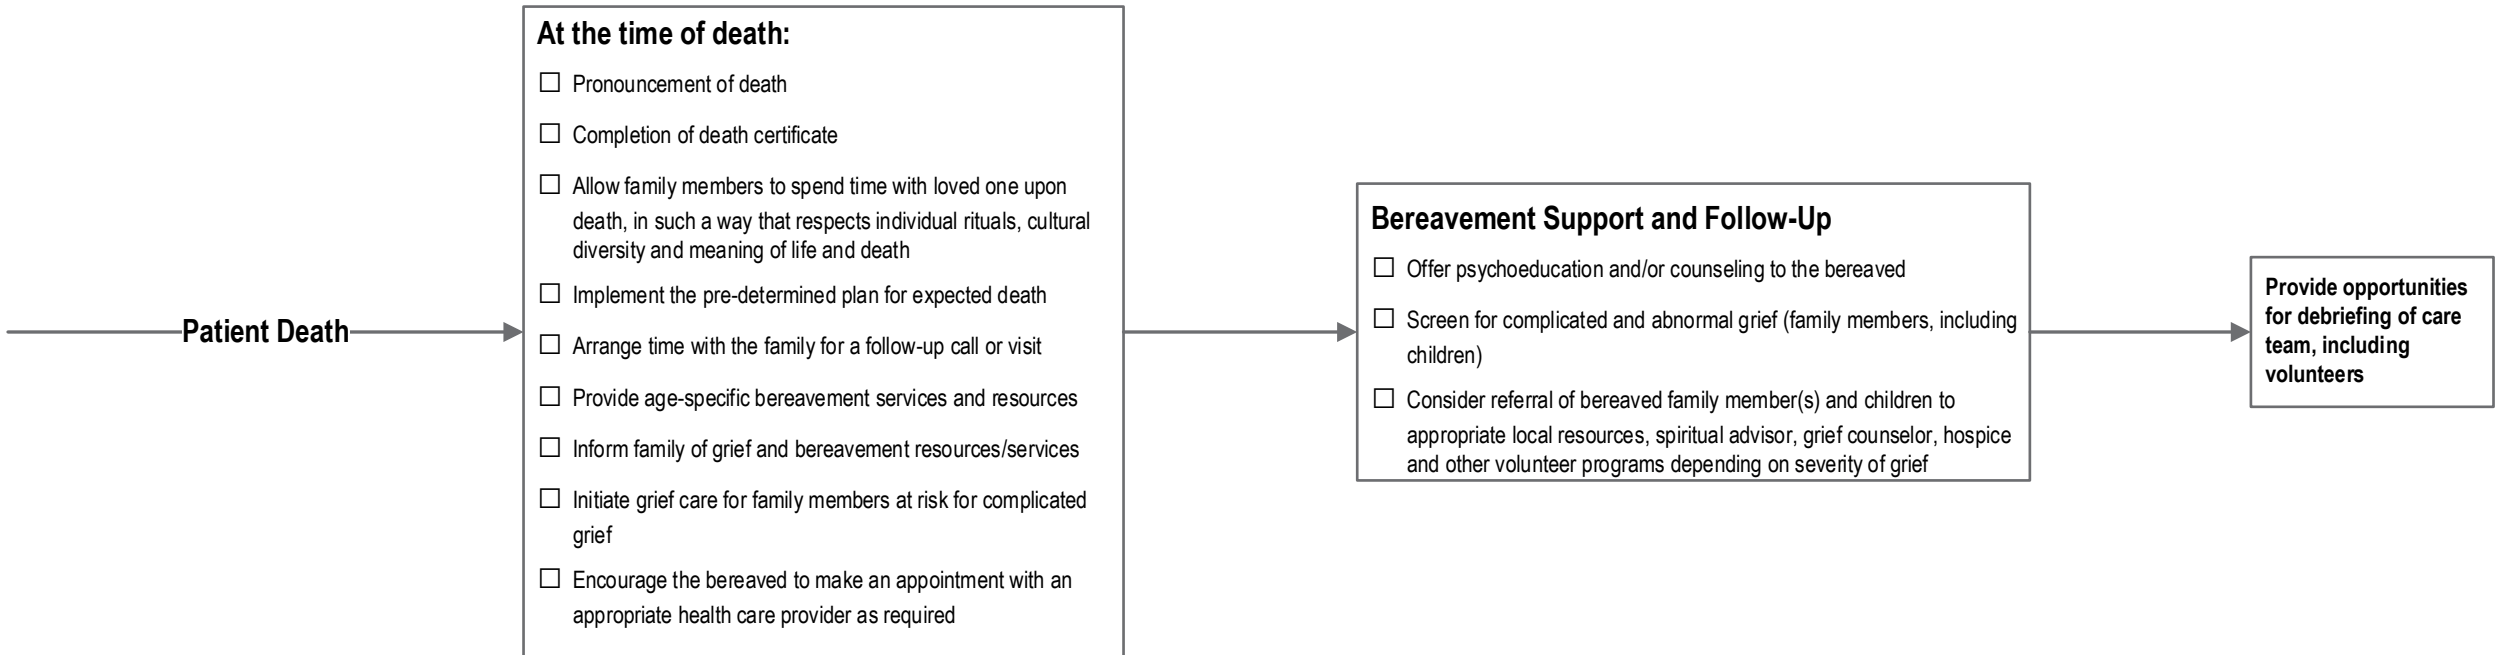 Patient Death
At the time of death:
☐ Pronouncement of death
☐ Completion of death certificate
☐ Allow family members to spend time with loved one upon
death, in such a way that respects individual rituals, cultural
diversity and meaning of life and death
☐ Implement the pre-determined plan for expected death
☐ Arrange time with the family for a follow-up call or visit
☐ Provide age-specific bereavement services and resources
☐ Inform family of grief and bereavement resources/services
☐ Initiate grief care for family members at risk for complicated
grief
☐ Encourage the bereaved to make an appointment with an
appropriate health care provider as required
Bereavement Support and Follow-Up
☐ Offer psychoeducation and/or counseling to the bereaved
☐ Screen for complicated and abnormal grief (family members, including
children)
☐ Consider referral of bereaved family member(s) and children to
appropriate local resources, spiritual advisor, grief counselor, hospice
and other volunteer programs depending on severity of grief
Provide opportunities
for debriefing of care
team, including
volunteers